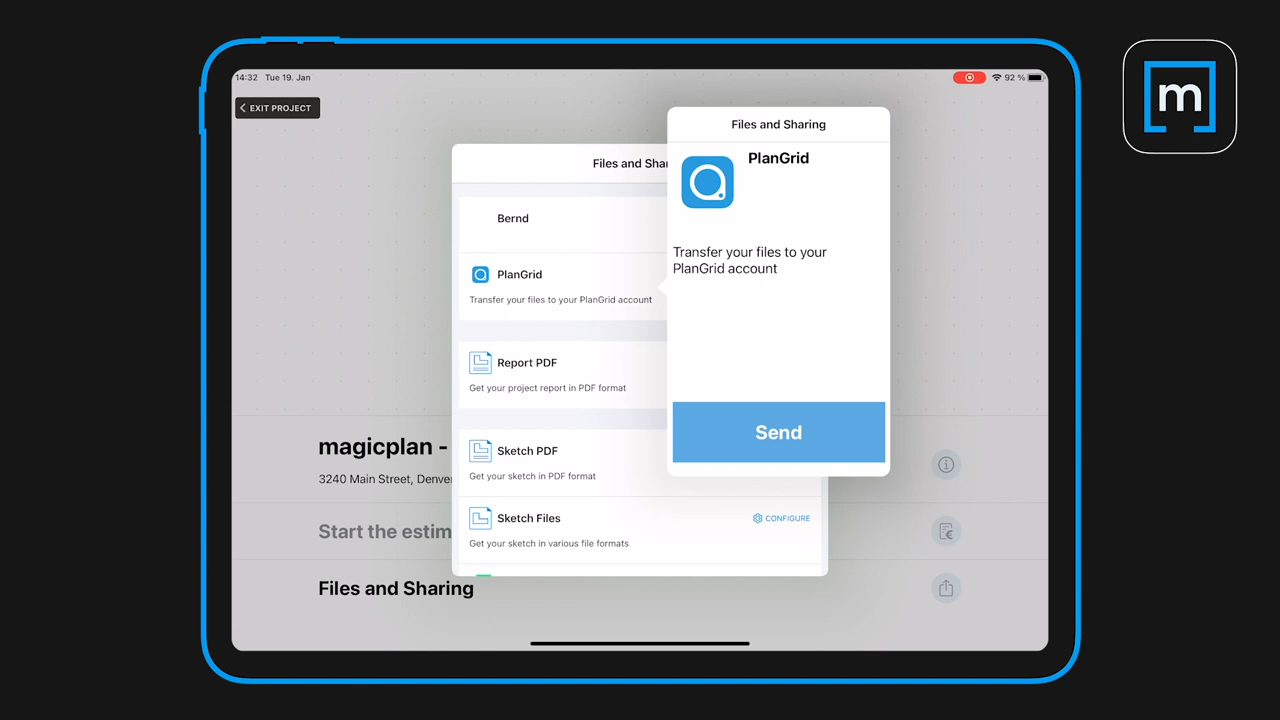 14:32 Tue 19. Jan
92 %
EXIT PROJECT
m
Files and Sharing
PlanGrid
Transfer your files to your
PlanGrid account
Send
Files and Shar
Bernd
PlanGrid
Transfer your files to your PlanGrid account
Report PDF
Get your project report in PDF format
Sketch PDF
Get your sketch in PDF format
Sketch Files
CONFIGURE
Get your sketch in various file formats
magicplan -
3240 Main Street, Denve
Start the estim
Files and Sharing